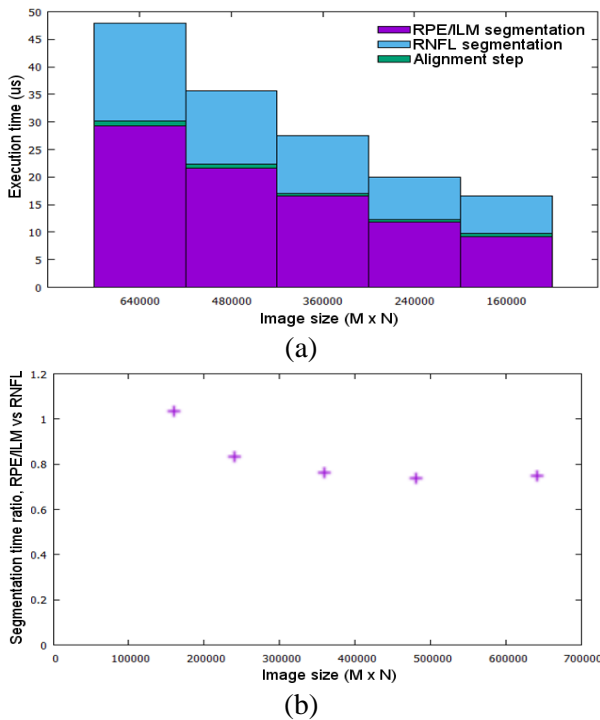 50
45
40
35
30
25
20
15
10
5
0
Execution time (us)
RPE/ILM segmentation
RNFL segmentation
Alignment step
640000 480000 360000 240000 160000
Image size (M x N)
(a)
1.2
1
0.8
0.6
0.4
0.2
0
Segmentation time ratio, RPE/ILM vs RNFL
0 100000 200000 300000 400000 500000 600000 700000
Image size (M x N)
(b)